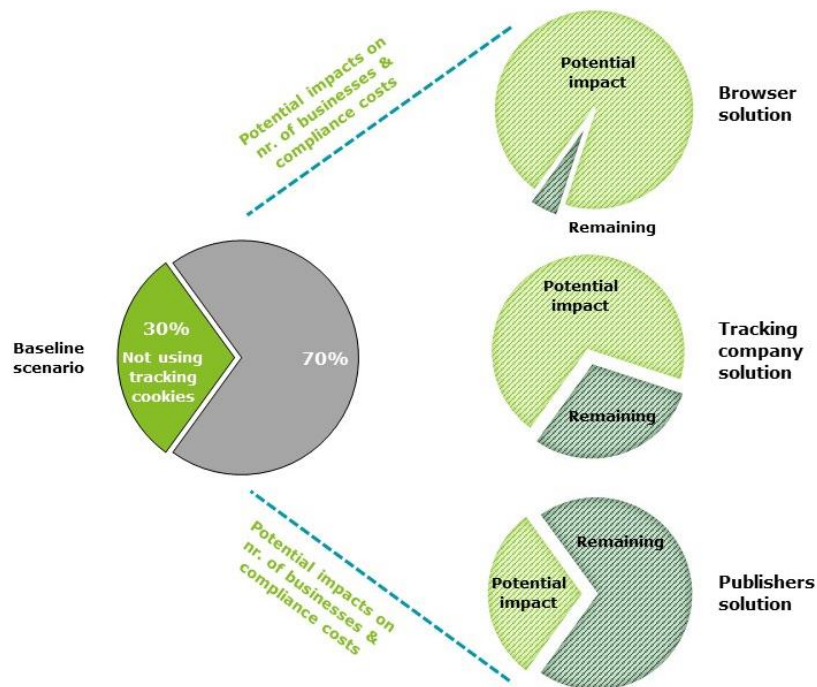 Potential impacts on
nr. of businesses &
compliance costs
Potential
impact
Browser
solution
Remaining
Baseline
scenario
30%
Not using
tracking
cookies
70%
Potential
impact
Tracking
company
solution
Remaining
Potential impacts on
nr. of businesses &
compliance costs
Remaining
Potential
impact
Publishers
solution